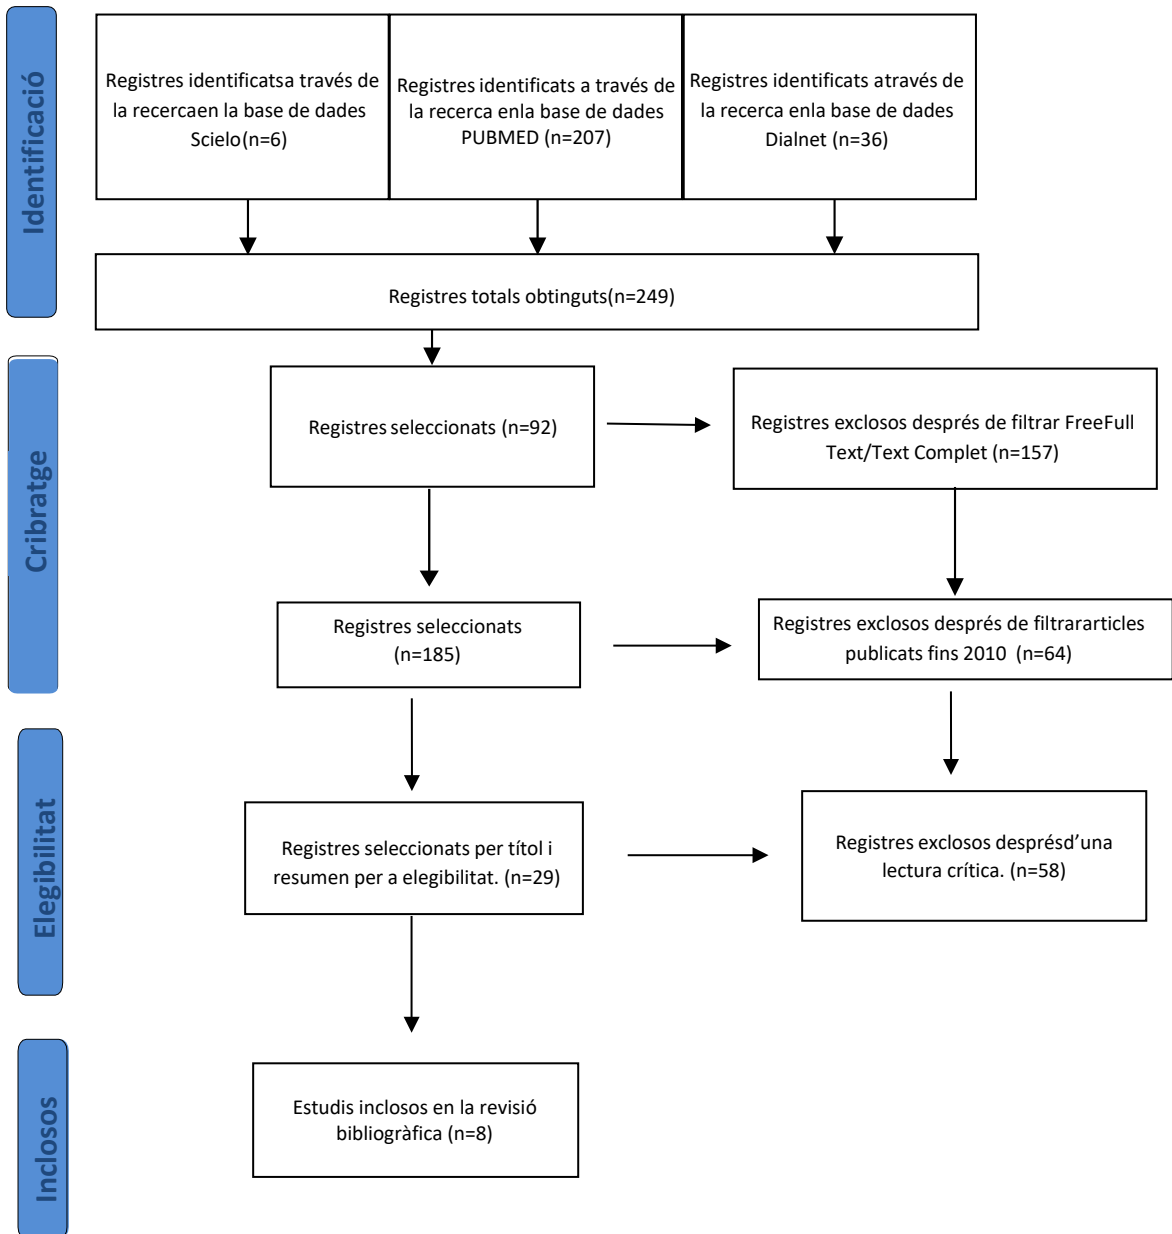 Identificació
Registres identificatsa través de
la recercaen la base de dades
Scielo(n=6)
Registres identificats a través de
la recerca enla base de dades
PUBMED (n=207)
Registres identificats através de
la recerca enla base de dades
Dialnet (n=36)
Registres totals obtinguts(n=249)
Cribratge
Registres seleccionats (n=92)
Registres exclosos després de filtrar FreeFull
Text/Text Complet (n=157)
Registres seleccionats
(n=185)
Registres exclosos després de filtrararticles
publicats fins 2010 (n=64)
Elegibilitat
Registres seleccionats per títol i
resumen per a elegibilitat. (n=29)
Registres exclosos desprésd’una
lectura crítica. (n=58)
Inclosos
Estudis inclosos en la revisió
bibliogràfica (n=8)